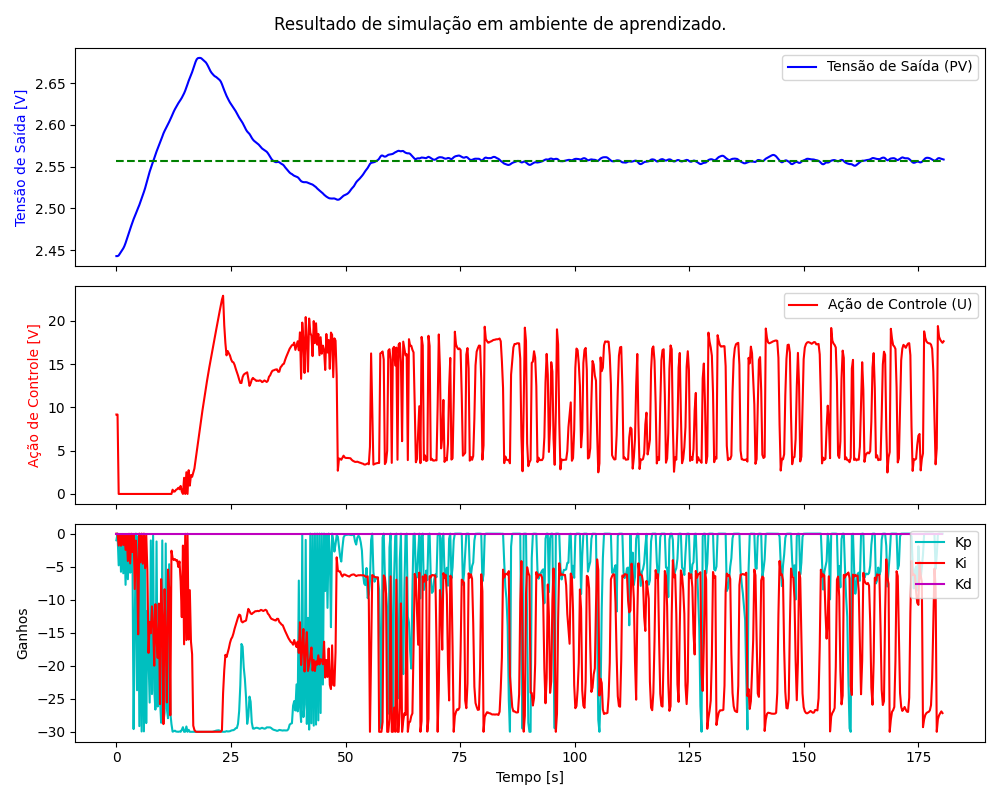 Resultado de simulação em ambiente de aprendizado.
Tensão de Saída [V]
2.65
2.60
2.55
2.50
2.45
Tensão de Saída (PV)
Ação de Controle [V]
20
15
10
5
0
Ação de Controle (U)
Ganhos
0
−5
−10
−15
−20
−25
−30
Kp
Ki
Kd
0
25
50
75
100
125
150
175
Tempo [s]